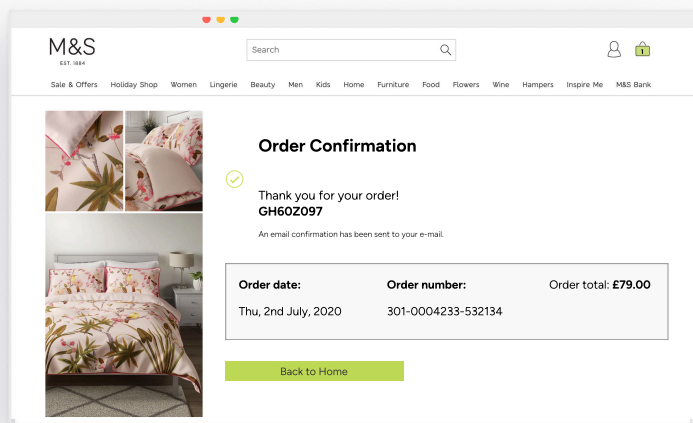 M&S
EST. 1884
Search
1
Sale & Offers Holiday Shop Women Lingerie Beauty Men Kids Home Furniture Food Flowers Wine Hampers Inspire Me M&S Bank
Order Confirmation
Thank you for your order!
GH60Z097
An email confirmation has been sent to your e-mail.
Order date: Order number: Order total: £79.00
Thu, 2nd July, 2020 301-0004233-532134
Back to Home